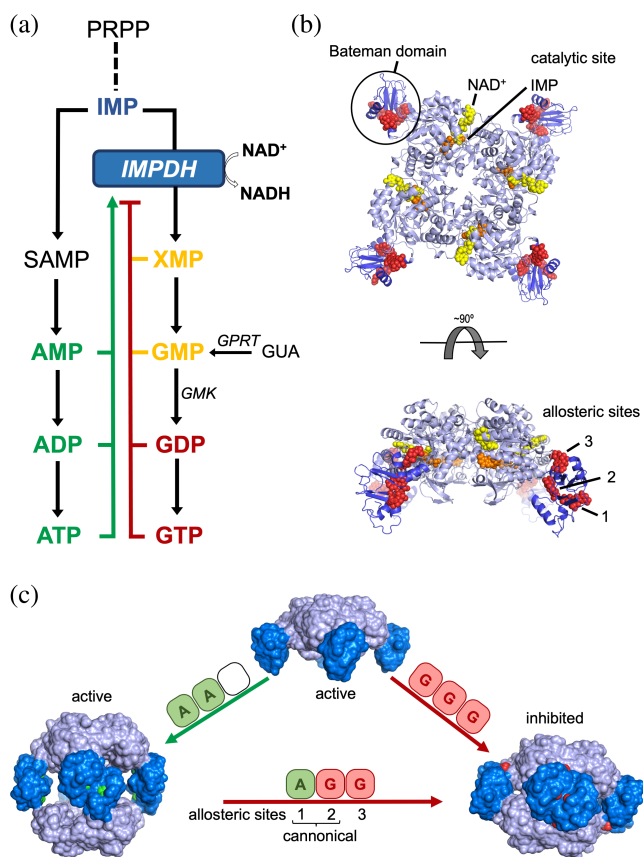 (a)
PRPP
IMP
IMPDH
NAD⁺
NADH
SAMP
XMP
AMP
GMP
GPRT
GUA
GMK
ADP
GDP
ATP
GTP
(b)
Bateman domain
catalytic site
NAD⁺
IMP
~90º
allosteric sites
3
2
1
(c)
active
A A
active
G G G
inhibited
A G G
allosteric sites 1 2 3
cannonical